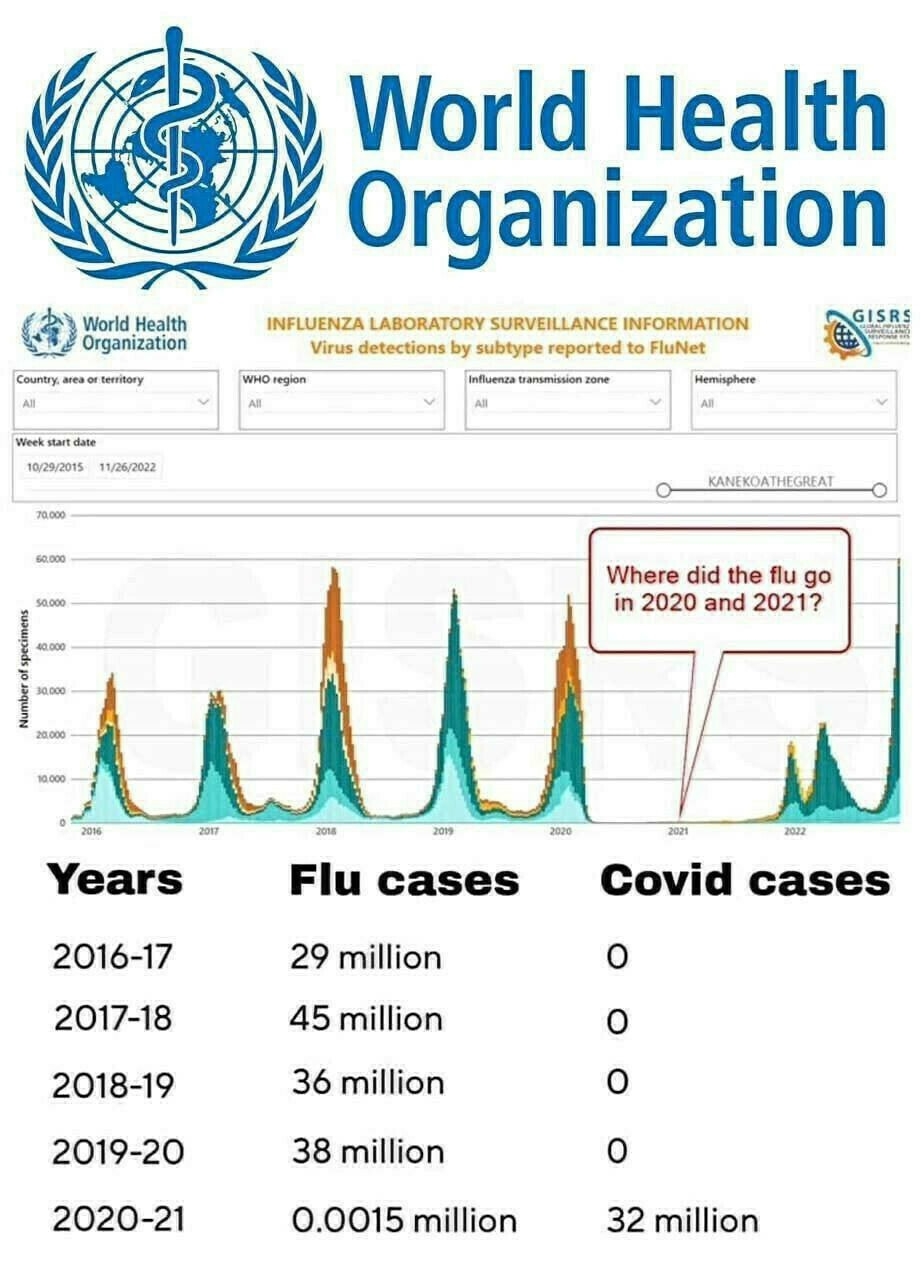 World Health
Organization
World Health
Organization
INFLUENZA LABORATORY SURVEILLANCE INFORMATION
Virus detections by subtype reported to FluNet
GISRS
Country, area or territory
All
WHO region
All
Influenza transmission zone
All
Hemisphere
All
Week start date
10/29/2015 11/26/2022
KANEKOATHEGREAT
70.000
60.000
50.000
40.000
30.000
20.000
10.000
0
Number of specimens
GISRS
Where did the flu go
in 2020 and 2021?
2016 2017 2018 2019 2020 2021 2022
Years Flu cases Covid cases
2016-17 29 million 0
2017-18 45 million 0
2018-19 36 million 0
2019-20 38 million 0
2020-21 0.0015 million 32 million